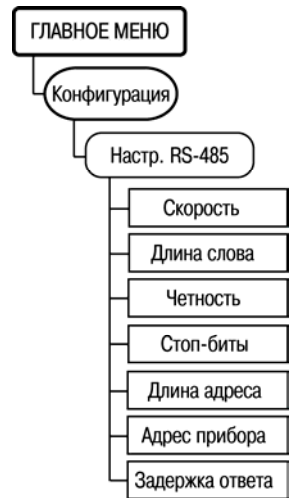 ГЛАВНОЕ МЕНЮ
Конфигурация
Настр. RS-485
Скорость
Длина слова
Четность
Стоп-биты
Длина адреса
Адрес прибора
Задержка ответа